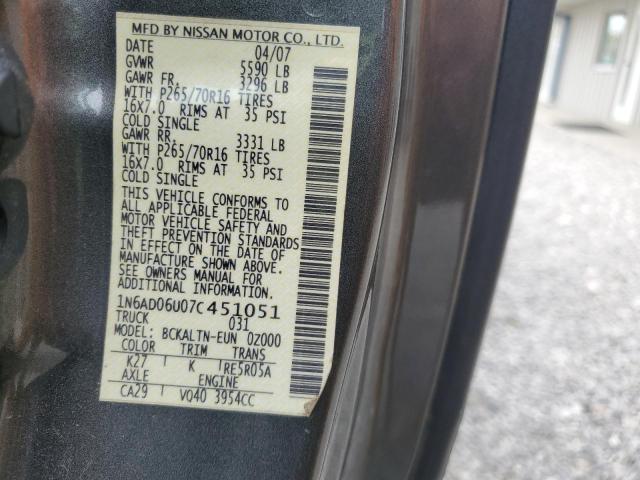 MFD BY NISSAN MOTOR CO., LTD.
DATE 04/07
GVWR 5590 LB
GAWR FR. 3296 LB
WITH P265/70R16 TIRES
16X7.0 RIMS AT 35 PSI
COLD SINGLE
GAWR RR 3331 LB
WITH P265/70R16 TIRES
16X7.0 RIMS AT 35 PSI
COLD SINGLE
THIS VEHICLE CONFORMS TO
ALL APPLICABLE FEDERAL
MOTOR VEHICLE SAFETY AND
THEFT PREVENTION STANDARDS
IN EFFECT ON THE DATE OF
MANUFACTURE SHOWN ABOVE.
SEE OWNERS MANUAL FOR
ADDITIONAL INFORMATION.
1N6AD06U07C451051
TRUCK 031
MODEL: BCKALTN-EUN 0Z000
COLOR TRIM TRANS
K27 K RE5R05A
AXLE ENGINE
CA29 VQ40 3954CC